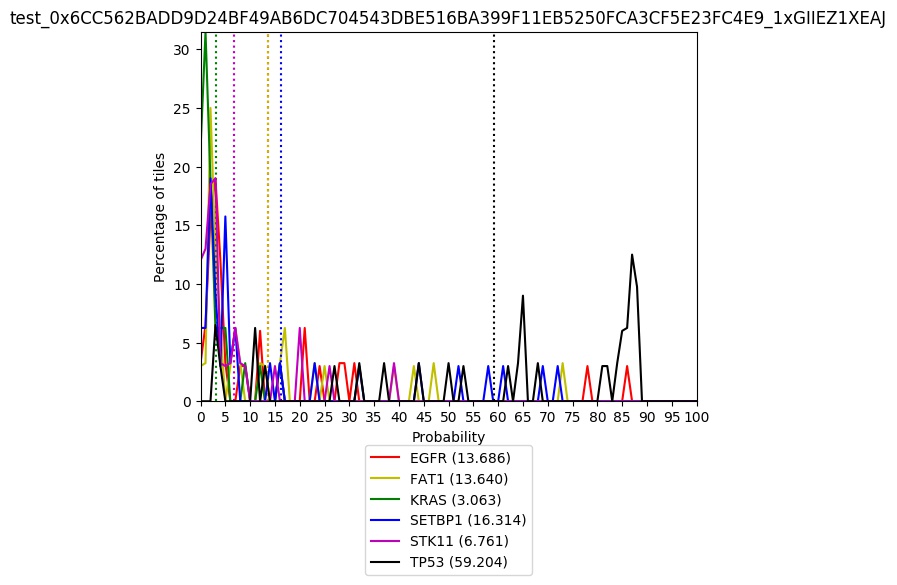 test_0x6CC562BADD9D24BF49AB6DC704543DBE516BA399F11EB5250FCA3CF5E23FC4E9_1xGIIEZ1XEAJ
30
25
20
15
10
5
0
Percentage of tiles
0 5 10 15 20 25 30 35 40 45 50 55 60 65 70 75 80 85 90 95 100
Probability
EGFR (13.686)
FAT1 (13.640)
KRAS (3.063)
SETBP1 (16.314)
STK11 (6.761)
TP53 (59.204)